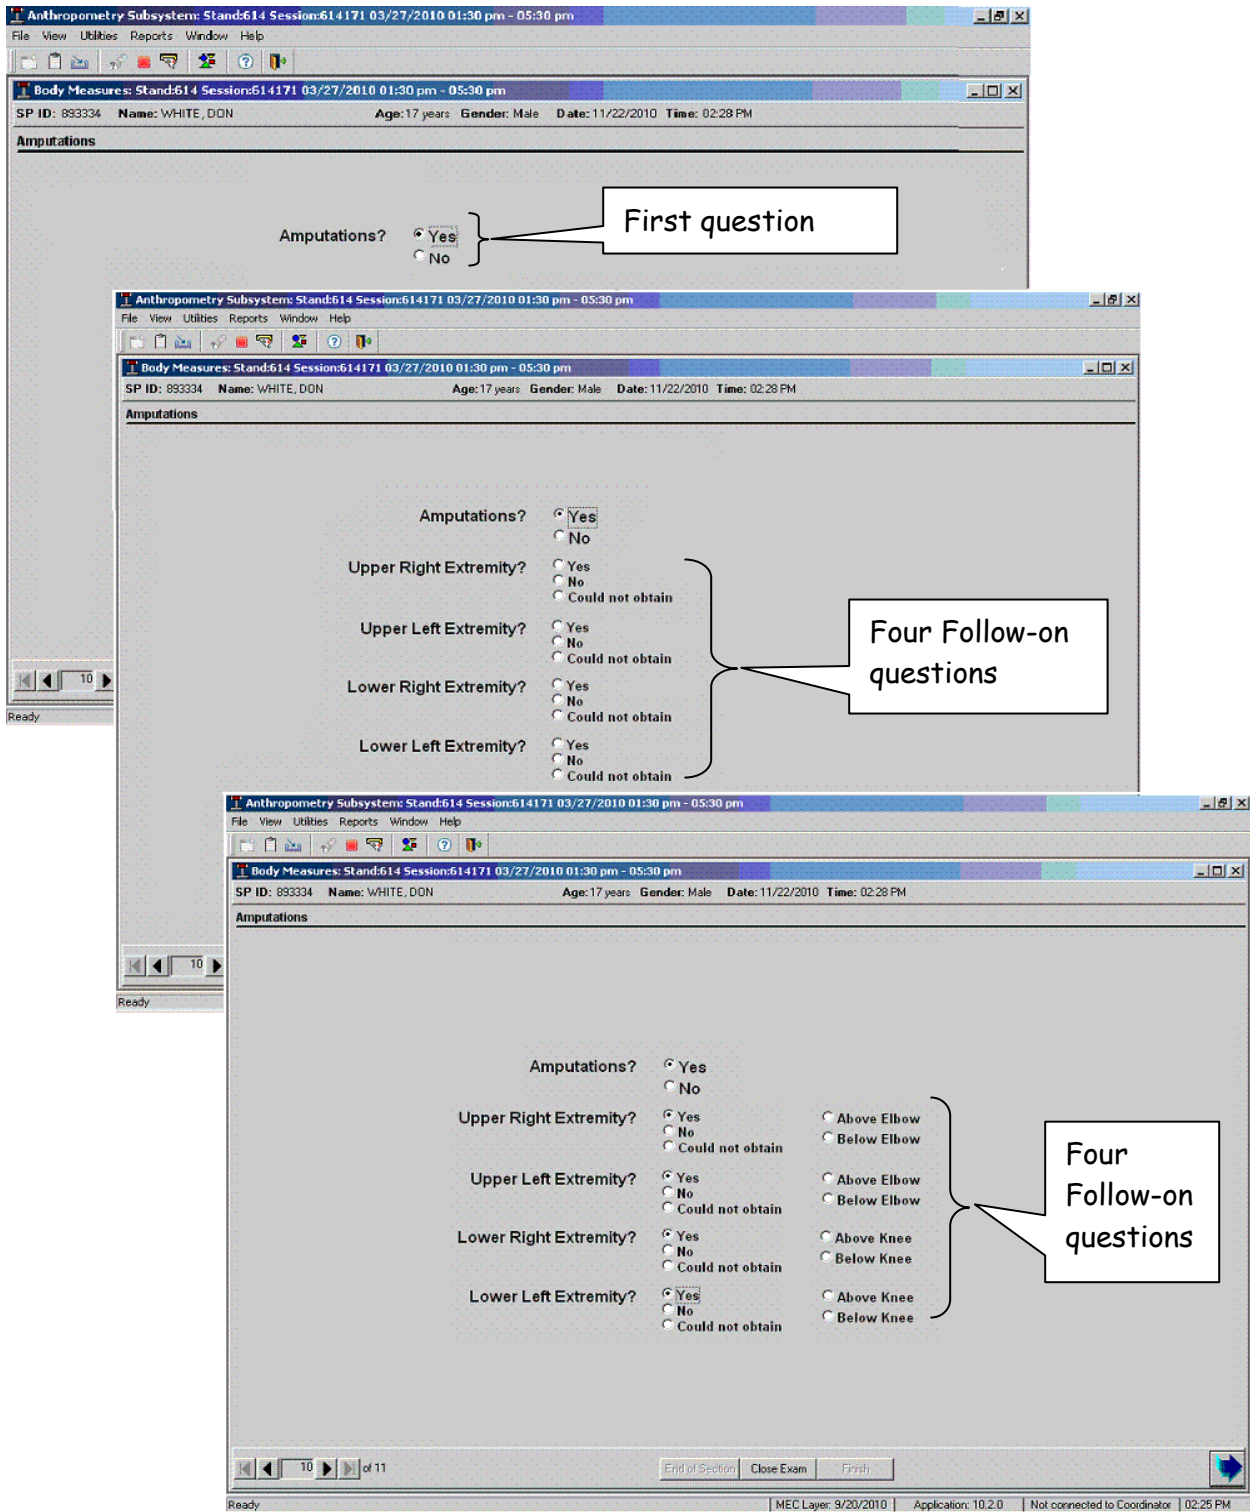 Anthropometry Subsystem: Stand:614 Session:614171 03/27/2010 01:30 pm - 05:30 pm
File View Utilities Reports Window Help
Body Measures: Stand:614 Session:614171 03/27/2010 01:30 pm - 05:30 pm
SP ID: 893334 Name: WHITE, DON Age: 17 years Gender: Male Date: 11/22/2010 Time: 02:28 PM
Amputations
Amputations? Yes
No
First question
10
Ready
Anthropometry Subsystem: Stand:614 Session:614171 03/27/2010 01:30 pm - 05:30 pm
File View Utilities Reports Window Help
Body Measures: Stand:614 Session:614171 03/27/2010 01:30 pm - 05:30 pm
SP ID: 893334 Name: WHITE, DON Age: 17 years Gender: Male Date: 11/22/2010 Time: 02:28 PM
Amputations
Amputations? Yes
No
Upper Right Extremity? Yes
No
Could not obtain
Upper Left Extremity? Yes
No
Could not obtain
Lower Right Extremity? Yes
No
Could not obtain
Lower Left Extremity? Yes
No
Could not obtain
Four Follow-on
questions
10
Ready
Anthropometry Subsystem: Stand:614 Session:614171 03/27/2010 01:30 pm - 05:30 pm
File View Utilities Reports Window Help
Body Measures: Stand:614 Session:614171 03/27/2010 01:30 pm - 05:30 pm
SP ID: 893334 Name: WHITE, DON Age: 17 years Gender: Male Date: 11/22/2010 Time: 02:28 PM
Amputations
Amputations? Yes
No
Upper Right Extremity? Yes Above Elbow
No Below Elbow
Could not obtain
Upper Left Extremity? Yes Above Elbow
No Below Elbow
Could not obtain
Lower Right Extremity? Yes Above Knee
No Below Knee
Could not obtain
Lower Left Extremity? Yes Above Knee
No Below Knee
Could not obtain
Four
Follow-on
questions
10 of 11 End of Section Close Exam Finish
Ready MEC Layer: 9/20/2010 Application: 10.2.0 Not connected to Coordinator 02:25 PM